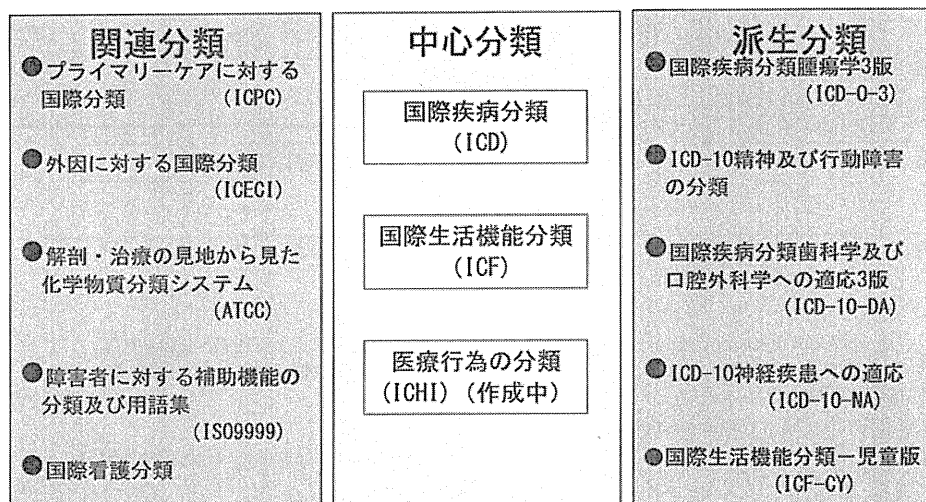 関連分類
●プライマリーケアに対する
国際分類 (ICPC)
●外因に対する国際分類
(ICECI)
●解剖・治療の見地から見た
化学物質分類システム
(ATCC)
●障害者に対する補助機能の
分類及び用語集
(ISO9999)
●国際看護分類
中心分類
国際疾病分類
(ICD)
国際生活機能分類
(ICF)
医療行為の分類
(ICHI)(作成中)
派生分類
●国際疾病分類腫瘍学3版
(ICD-O-3)
●ICD-10精神及び行動障害
の分類
●国際疾病分類歯科学及び
口腔外科学への適応3版
(ICD-10-DA)
●ICD-10神経疾患への適応
(ICD-10-NA)
●国際生活機能分類－児童版
(ICF-CY)